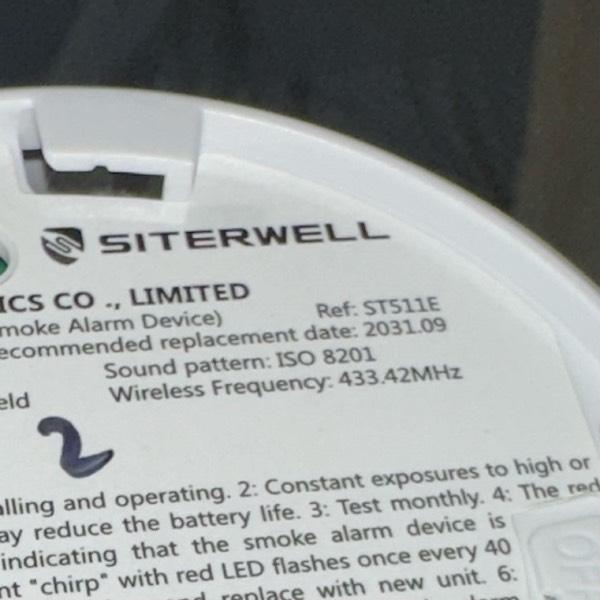 SITERWELL
ICS CO ., LIMITED
moke Alarm Device) Ref: ST511E
ecommended replacement date: 2031.09
Sound pattern: ISO 8201
eld Wireless Frequency: 433.42MHz
2
alling and operating. 2: Constant exposures to high or
ay reduce the battery life. 3: Test monthly. 4: The red
indicating that the smoke alarm device is
nt "chirp" with red LED flashes once every 40
replace with new unit. 6:
OFF